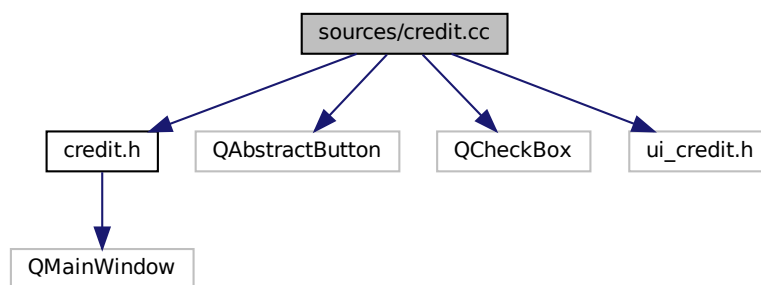 sources/credit.cc
credit.h
QAbstractButton
QCheckBox
ui_credit.h
QMainWindow